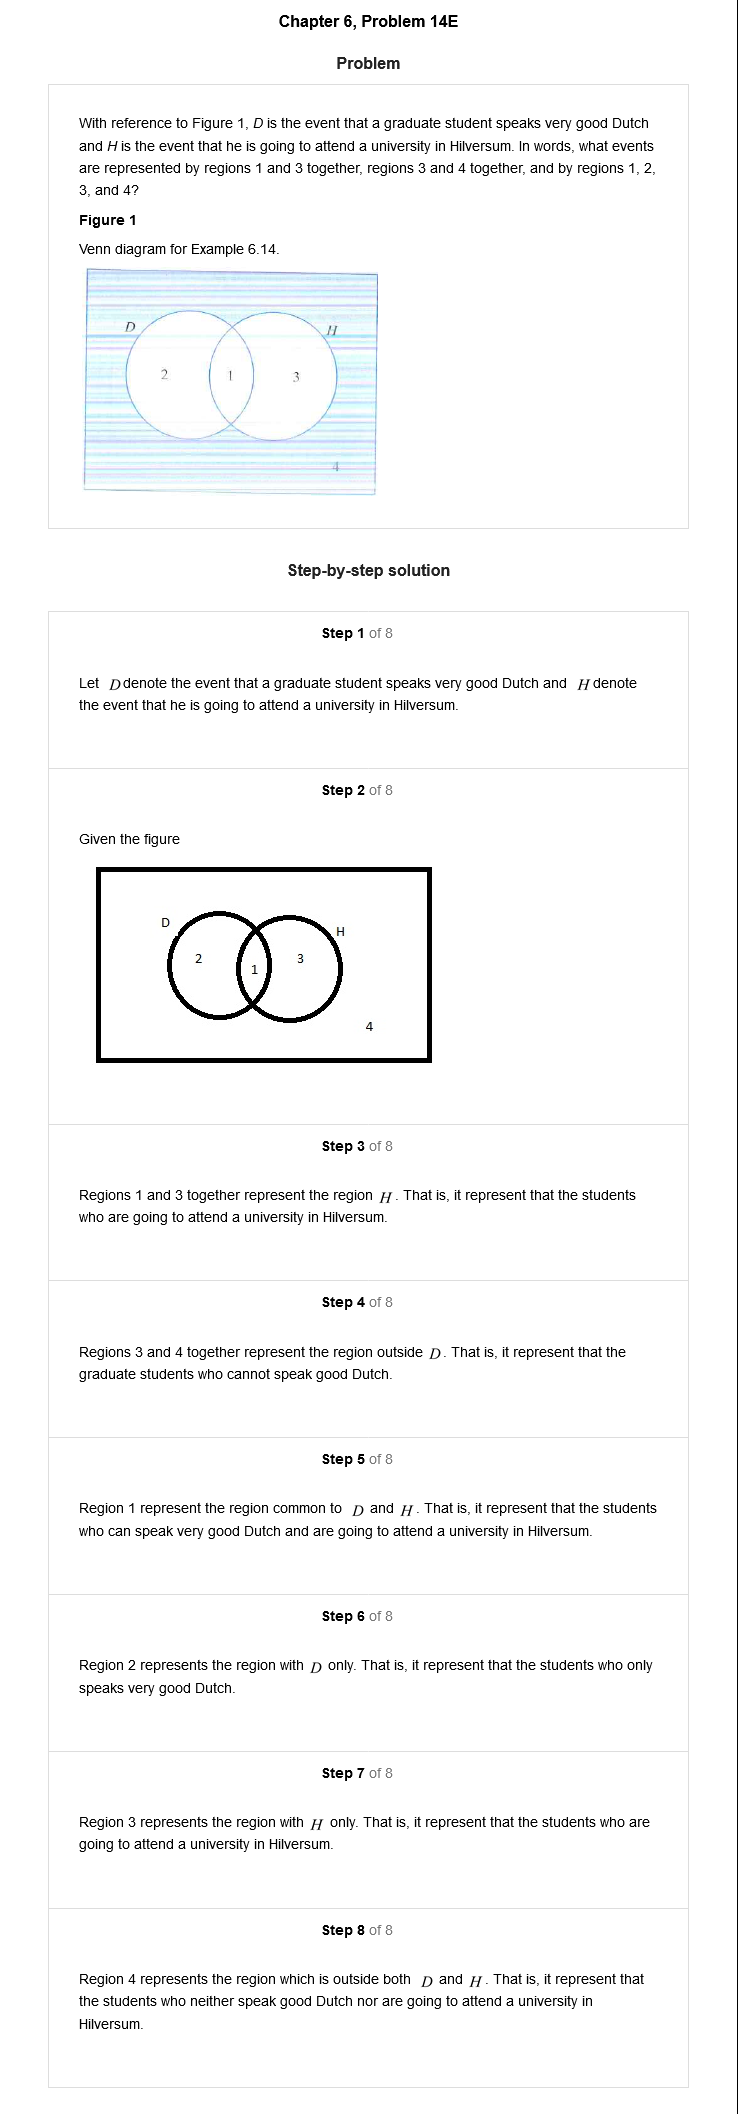 Chapter 6, Problem 14E
Problem
With reference to Figure 1, D is the event that a graduate student speaks very good Dutch
and H is the event that he is going to attend a university in Hilversum. In words, what events
are represented by regions 1 and 3 together, regions 3 and 4 together, and by regions 1, 2,
3, and 4?
Figure 1
Venn diagram for Example 6.14.
D
H
2
1
3
4
Step-by-step solution
Step 1 of 8
Let D denote the event that a graduate student speaks very good Dutch and H denote
the event that he is going to attend a university in Hilversum.
Step 2 of 8
Given the figure
D
H
2
3
1
4
Step 3 of 8
Regions 1 and 3 together represent the region H. That is, it represent that the students
who are going to attend a university in Hilversum.
Step 4 of 8
Regions 3 and 4 together represent the region outside D. That is, it represent that the
graduate students who cannot speak good Dutch.
Step 5 of 8
Region 1 represent the region common to D and H. That is, it represent that the students
who can speak very good Dutch and are going to attend a university in Hilversum.
Step 6 of 8
Region 2 represents the region with D only. That is, it represent that the students who only
speaks very good Dutch.
Step 7 of 8
Region 3 represents the region with H only. That is, it represent that the students who are
going to attend a university in Hilversum.
Step 8 of 8
Region 4 represents the region which is outside both D and H. That is, it represent that
the students who neither speak good Dutch nor are going to attend a university in
Hilversum.